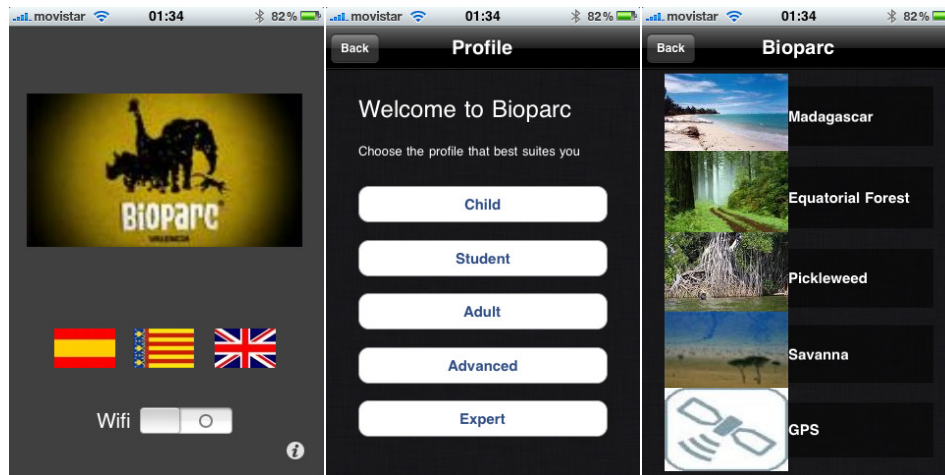 movistar 01:34 82%
BIOPARC
VALENCIA
Wifi
movistar 01:34 82%
Back Profile
Welcome to Bioparc
Choose the profile that best suites you
Child
Student
Adult
Advanced
Expert
movistar 01:34 82%
Back Bioparc
Madagascar
Equatorial Forest
Pickleweed
Savanna
GPS